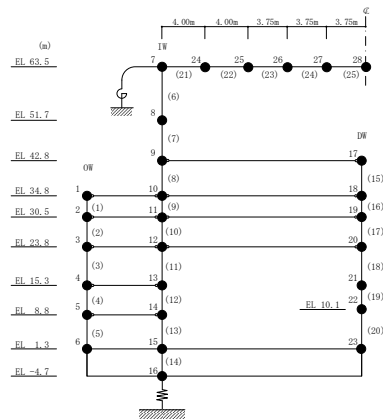 ℄
4.00m 4.00m 3.75m 3.75m 3.75m
(m) IW
EL 63.5 7 24 25 26 27 28
(21) (22) (23) (24) (25)
(6)
EL 51.7 8
(7) DW
EL 42.8 9 17
OW (8) (15)
EL 34.8 1 10 18
(1) (9) (16)
EL 30.5 2 11 19
(2) (10) (17)
EL 23.8 3 12 20
(3) (11) (18)
EL 15.3 4 13 21
(4) (12) (19)
EL 8.8 5 14 EL 10.1 22
(5) (13) (20)
EL 1.3 6 15 23
(14)
EL -4.7 16